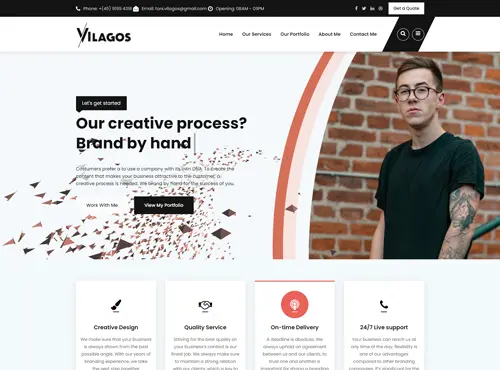 Phone: +(40) 9195 4318
Email: toni.vilagos@gmail.com
Opening: 08AM - 01PM
Get a Quote
VILAGOS
Home
Our Services
Our Portfolio
About Me
Contact Me
Let's get started
Our creative process?
Brand by hand
Consumers prefer a to use a company with its own DNA. To create the
content that makes your business attractive to the customer, a
creative process is needed. We brand by hand for the success of you.
Work With Me
View My Portfolio
Creative Design
We make sure that your business
is always shown from the best
possible angle. With our years of
branding experience, we take
the next step together.
Quality Service
Striving for the best quality on
your business's content is our
finest job. We always make sure
to maintain a strong relation
with our clients, which is key to
On-time Delivery
A deadline is absolute. We
always uphold an agreement
between us and our clients, to
trust one and another is
important for strong a branding
24/7 Live support
Your business can reach us at
any time of the day. flexibility is
one of our advantages
compared to other branding
companies. It's significant for the